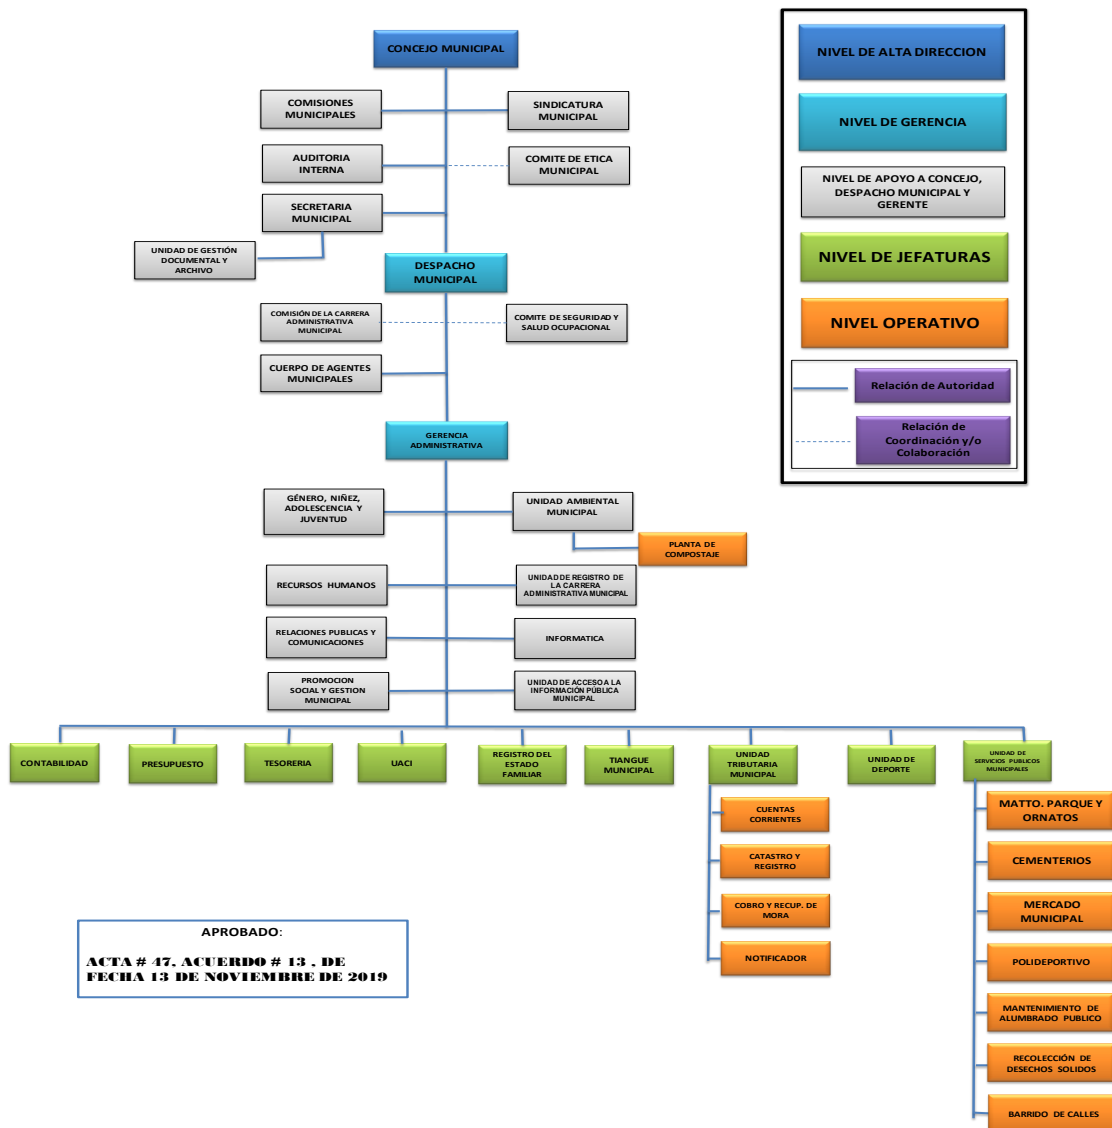 CONCEJO MUNICIPAL
COMISIONES
MUNICIPALES
SINDICATURA
MUNICIPAL
AUDITORIA
INTERNA
COMITE DE ETICA
MUNICIPAL
SECRETARIA
MUNICIPAL
UNIDAD DE GESTIÓN
DOCUMENTAL Y
ARCHIVO
DESPACHO
MUNICIPAL
COMISIÓN DE LA CARRERA
ADMINISTRATIVA
MUNICIPAL
COMITE DE SEGURIDAD Y
SALUD OCUPACIONAL
CUERPO DE AGENTES
MUNICIPALES
GERENCIA
ADMINISTRATIVA
GÉNERO, NIÑEZ,
ADOLESCENCIA Y
JUVENTUD
UNIDAD AMBIENTAL
MUNICIPAL
PLANTA DE
COMPOSTAJE
RECURSOS HUMANOS
UNIDAD DE REGISTRO DE
LA CARRERA
ADMINISTRATIVA MUNICIPAL
RELACIONES PUBLICAS Y
COMUNICACIONES
INFORMATICA
PROMOCION
SOCIAL Y GESTION
MUNICIPAL
UNIDAD DE ACCESO A LA
INFORMACIÓN PÚBLICA
MUNICIPAL
CONTABILIDAD
PRESUPUESTO
TESORERIA
UACI
REGISTRO DEL
ESTADO
FAMILIAR
TIANGUE
MUNICIPAL
UNIDAD
TRIBUTARIA
MUNICIPAL
UNIDAD DE
DEPORTE
UNIDAD DE
SERVICIOS PUBLICOS
MUNICIPALES
CUENTAS
CORRIENTES
CATASTRO Y
REGISTRO
COBRO Y RECUP. DE
MORA
NOTIFICADOR
MATTO. PARQUE Y
ORNATOS
CEMENTERIOS
MERCADO
MUNICIPAL
POLIDEPORTIVO
MANTENIMIENTO DE
ALUMBRADO PUBLICO
RECOLECCIÓN DE
DESECHOS SOLIDOS
BARRIDO DE CALLES
APROBADO:
ACTA # 47, ACUERDO # 13 , DE
FECHA 13 DE NOVIEMBRE DE 2019
NIVEL DE ALTA DIRECCION
NIVEL DE GERENCIA
NIVEL DE APOYO A CONCEJO,
DESPACHO MUNICIPAL Y
GERENTE
NIVEL DE JEFATURAS
NIVEL OPERATIVO
Relación de Autoridad
Relación de
Coordinación y/o
Colaboración